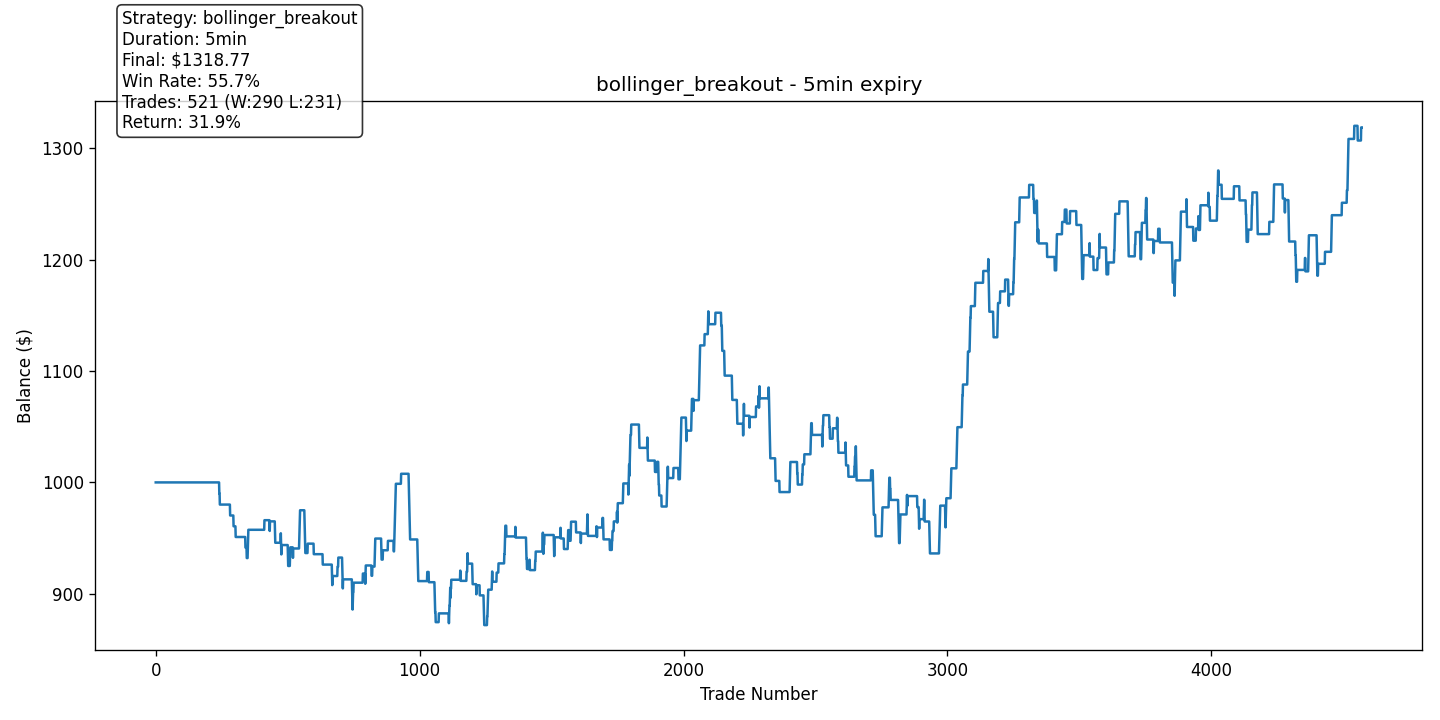 Strategy: bollinger_breakout
Duration: 5min
Final: $1318.77
Win Rate: 55.7%
Trades: 521 (W:290 L:231)
Return: 31.9%
bollinger_breakout - 5min expiry
Balance ($)
1300
1200
1100
1000
900
0 1000 2000 3000 4000
Trade Number